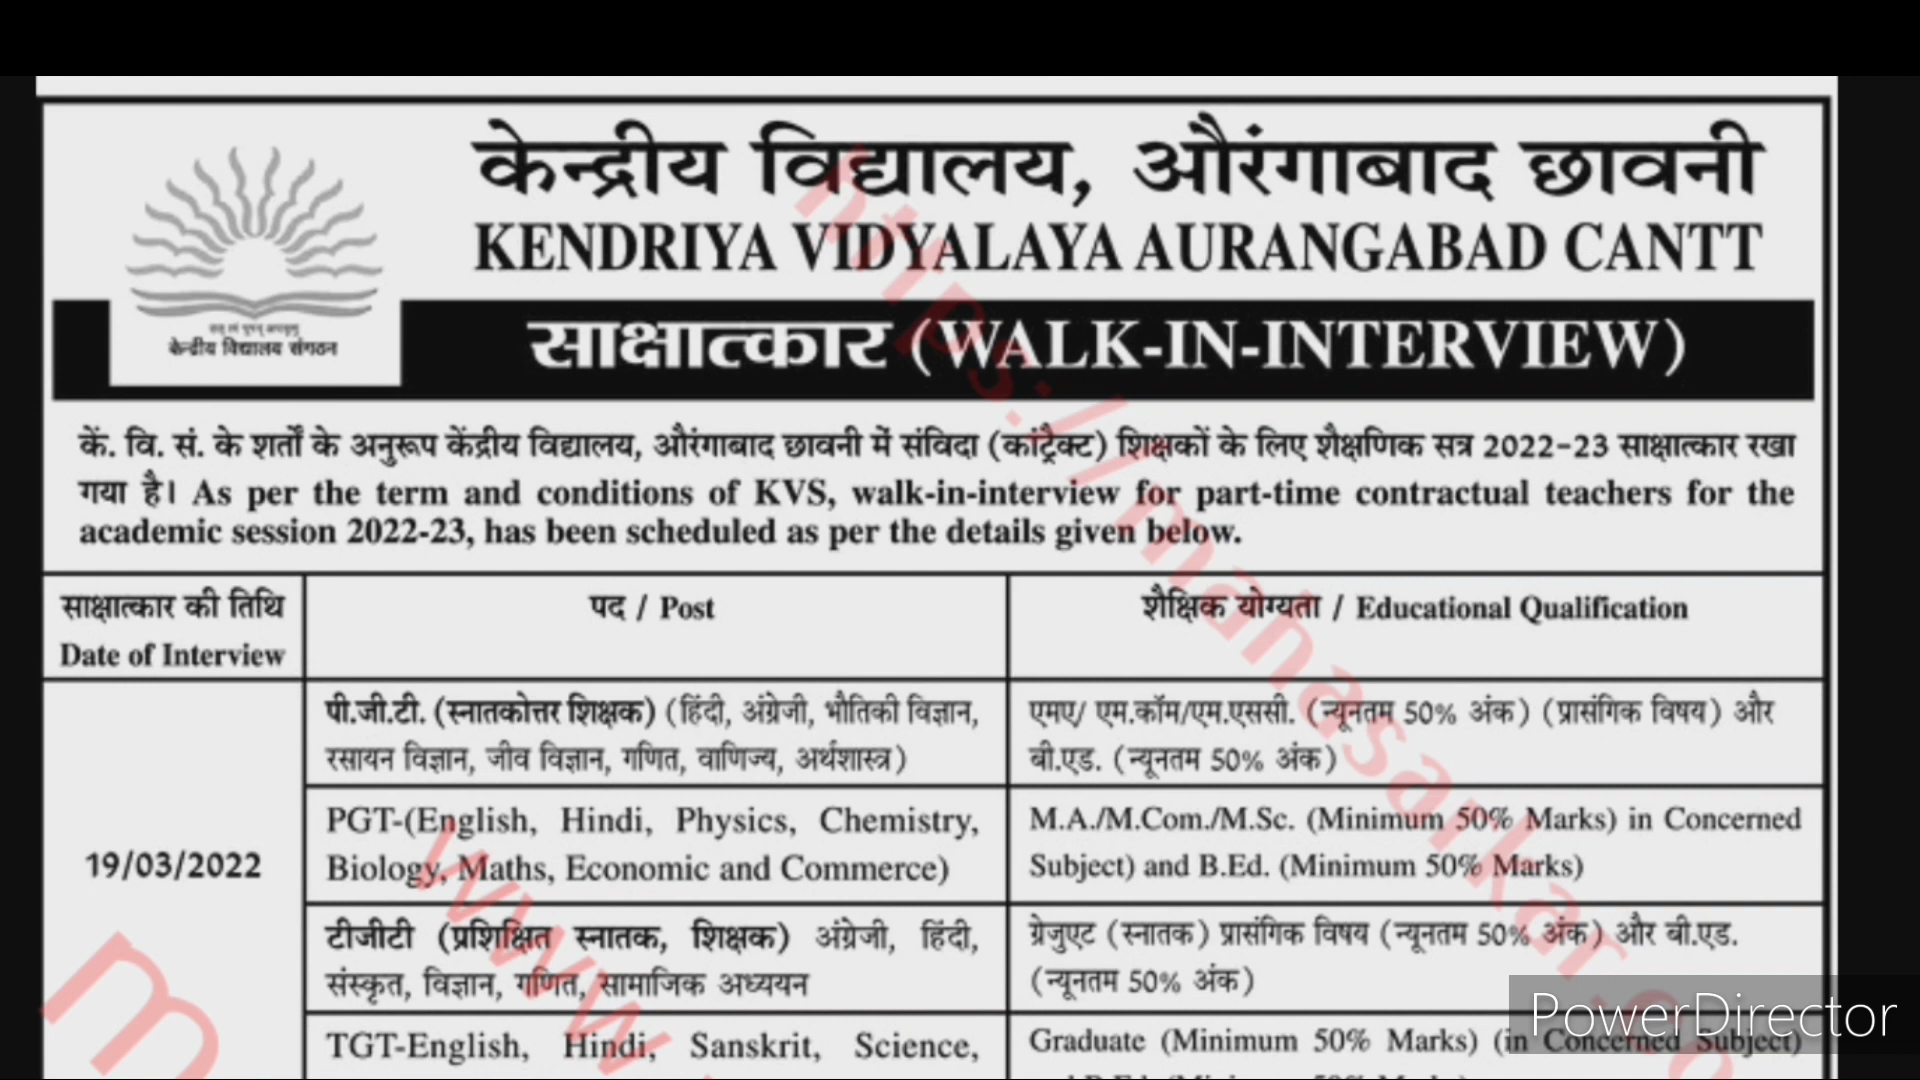 केन्द्रीय विद्यालय, औरंगाबाद छावनी
KENDRIYA VIDYALAYA AURANGABAD CANTT
केन्द्रीय विद्यालय संगठन
साक्षात्कार (WALK-IN-INTERVIEW)
कें. वि. सं. के शर्तों के अनुरूप केंद्रीय विद्यालय, औरंगाबाद छावनी में संविदा (कांट्रैक्ट) शिक्षकों के लिए शैक्षणिक सत्र 2022-23 साक्षात्कार रखा
गया है। As per the term and conditions of KVS, walk-in-interview for part-time contractual teachers for the
academic session 2022-23, has been scheduled as per the details given below.
साक्षात्कार की तिथि
Date of Interview
पद / Post
शैक्षिक योग्यता / Educational Qualification
19/03/2022
पी.जी.टी. (स्नातकोत्तर शिक्षक) (हिंदी, अंग्रेजी, भौतिकी विज्ञान,
रसायन विज्ञान, जीव विज्ञान, गणित, वाणिज्य, अर्थशास्त्र)
एमए/ एम.कॉम/एम.एससी. (न्यूनतम 50% अंक) (प्रासंगिक विषय) और
बी.एड. (न्यूनतम 50% अंक)
PGT-(English, Hindi, Physics, Chemistry,
Biology, Maths, Economic and Commerce)
M.A./M.Com./M.Sc. (Minimum 50% Marks) in Concerned
Subject) and B.Ed. (Minimum 50% Marks)
टीजीटी (प्रशिक्षित स्नातक, शिक्षक) अंग्रेजी, हिंदी,
संस्कृत, विज्ञान, गणित, सामाजिक अध्ययन
ग्रेजुएट (स्नातक) प्रासंगिक विषय (न्यूनतम 50% अंक) और बी.एड.
(न्यूनतम 50% अंक)
TGT-English, Hindi, Sanskrit, Science,
Graduate (Minimum 50% Marks) (in Concerned Subject)
https://mahasarkar.co
www.
m
PowerDirector